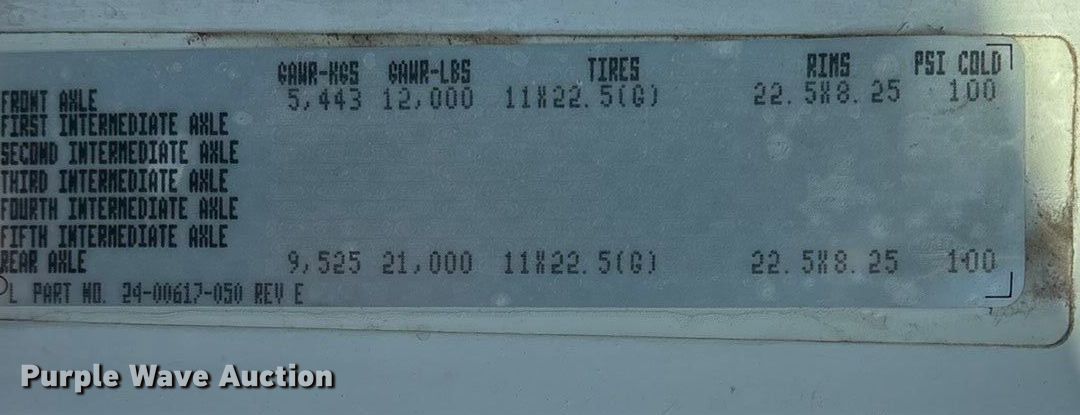 GAWR-KGS GAWR-LBS TIRES RIMS PSI COLD
FRONT AXLE 5,443 12,000 11X22.5(G) 22.5X8.25 100
FIRST INTERMEDIATE AXLE
SECOND INTERMEDIATE AXLE
THIRD INTERMEDIATE AXLE
FOURTH INTERMEDIATE AXLE
FIFTH INTERMEDIATE AXLE
REAR AXLE 9,525 21,000 11X22.5(G) 22.5X8.25 100
L PART NO. 24-00617-050 REV E
Purple Wave Auction